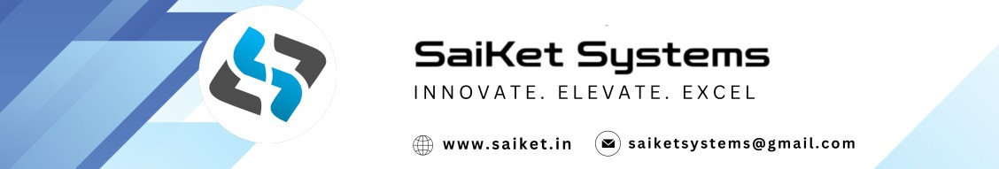 SaiKet Systems
INNOVATE. ELEVATE. EXCEL
www.saiket.in saiketsystems@gmail.com